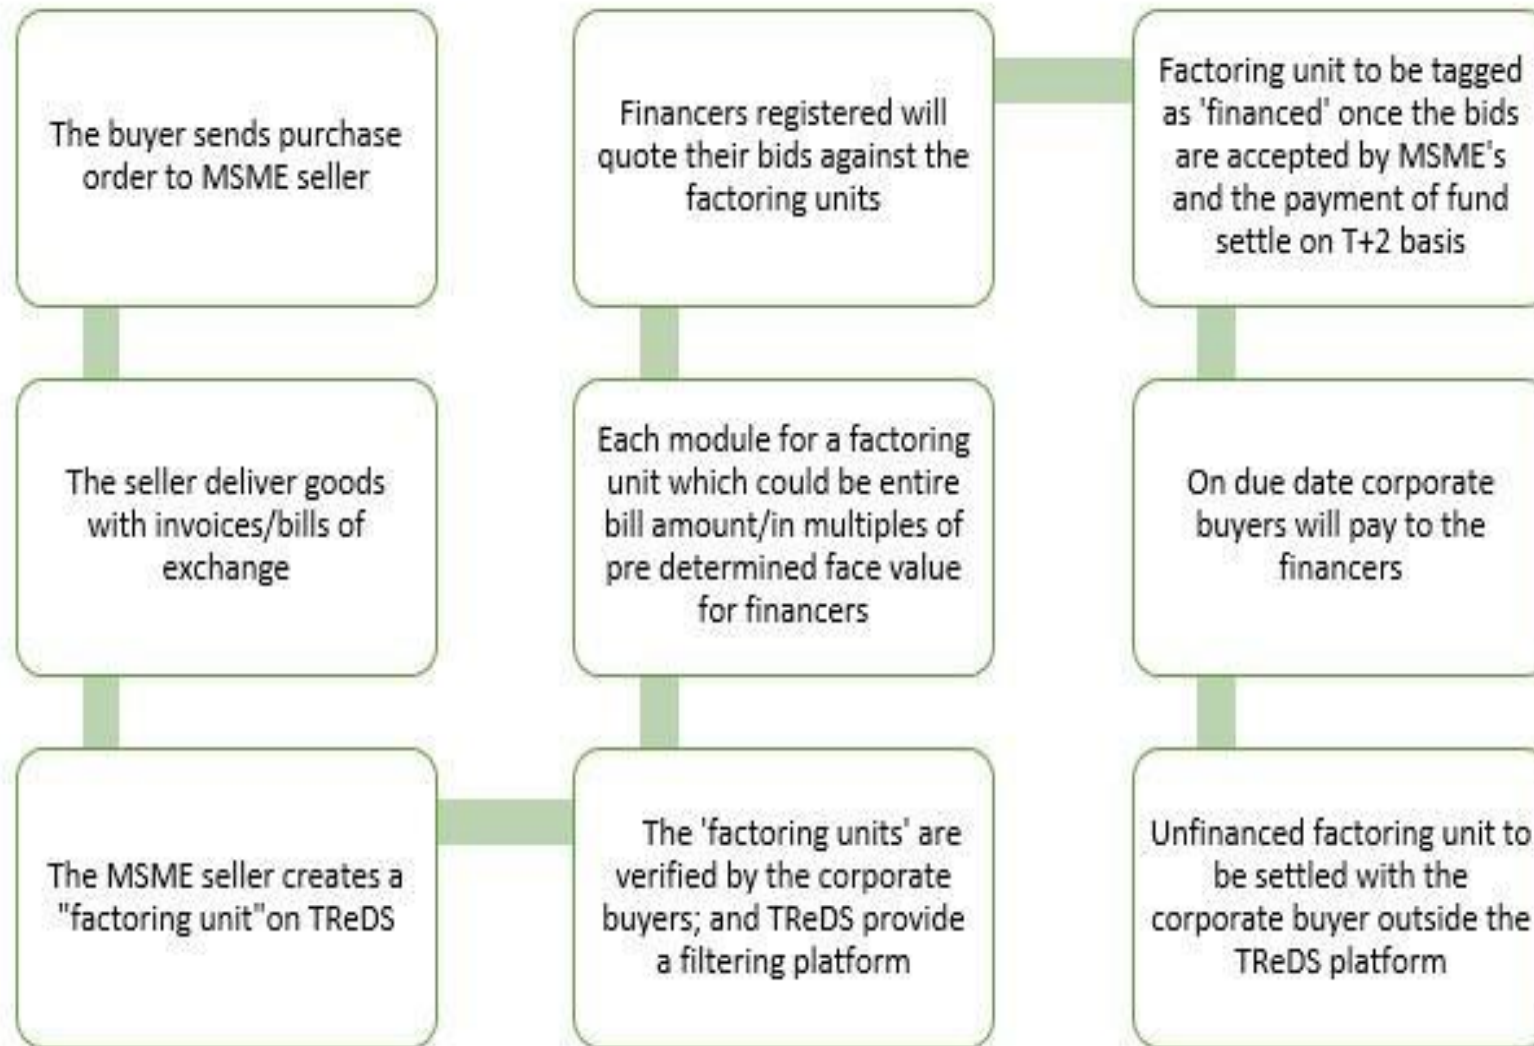 The buyer sends purchase
order to MSME seller
The seller deliver goods
with invoices/bills of
exchange
The MSME seller creates a
"factoring unit"on TReDS
The 'factoring units' are
verified by the corporate
buyers; and TReDS provide
a filtering platform
Each module for a factoring
unit which could be entire
bill amount/in multiples of
pre determined face value
for financers
Financers registered will
quote their bids against the
factoring units
Factoring unit to be tagged
as 'financed' once the bids
are accepted by MSME's
and the payment of fund
settle on T+2 basis
On due date corporate
buyers will pay to the
financers
Unfinanced factoring unit to
be settled with the
corporate buyer outside the
TReDS platform